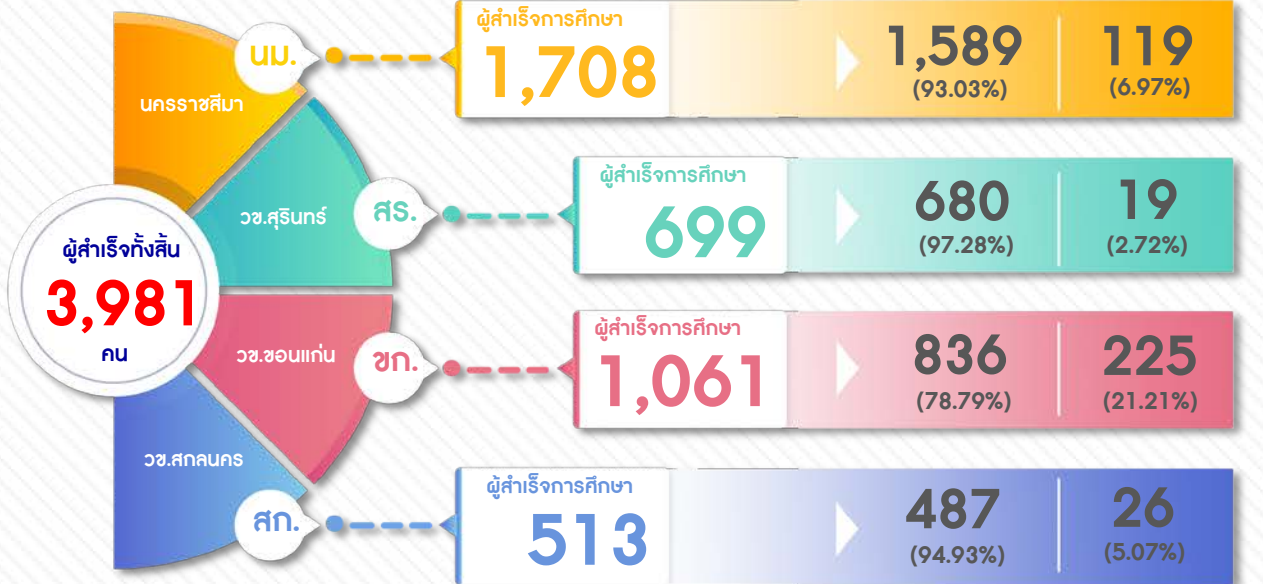 ผู้สำเร็จทั้งสิ้น
3,981
คน
นครราชสีมา
นม.
ผู้สำเร็จการศึกษา
1,708
1,589
(93.03%)
119
(6.97%)
วข.สุรินทร์
สร.
ผู้สำเร็จการศึกษา
699
680
(97.28%)
19
(2.72%)
วข.ขอนแก่น
ขก.
ผู้สำเร็จการศึกษา
1,061
836
(78.79%)
225
(21.21%)
วข.สกลนคร
สก.
ผู้สำเร็จการศึกษา
513
487
(94.93%)
26
(5.07%)